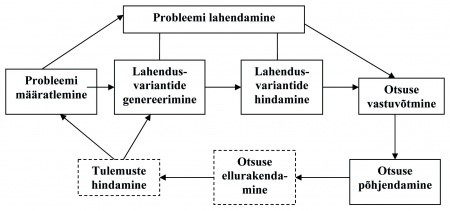 Probleemi lahendamine
Probleemi
määratlemine
Lahendus-
variantide
genereerimine
Lahendus-
variantide
hindamine
Otsuse
vastuvõtmine
Tulemuste
hindamine
Otsuse
ellurakenda-
mine
Otsuse
põhjendamine